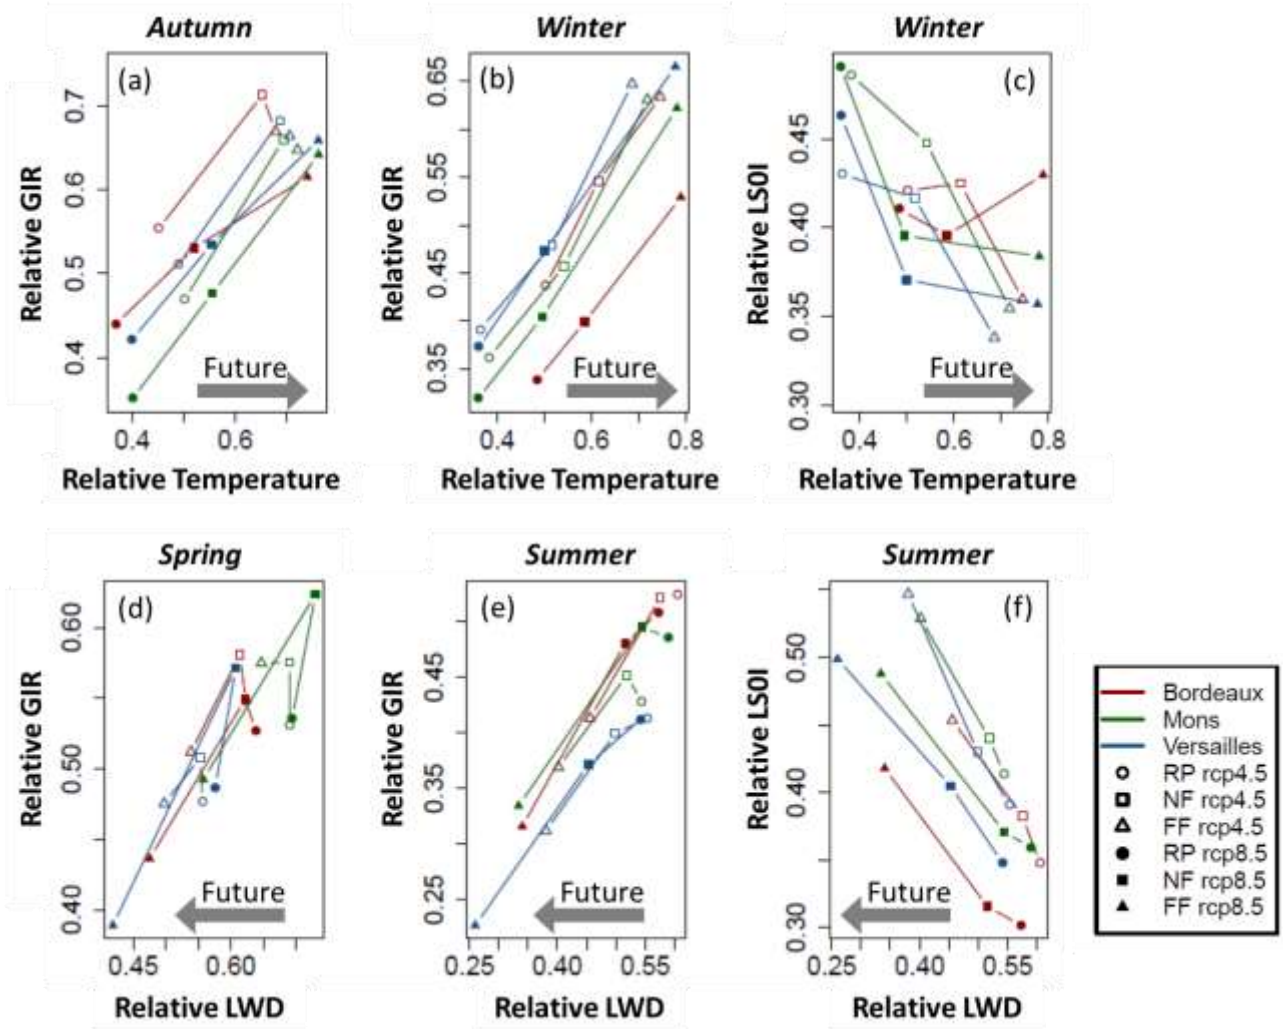 Autumn
Winter
Winter
(a)
(b)
(c)
Relative GIR
0.7
0.6
0.5
0.4
Relative GIR
0.65
0.55
0.45
0.35
Relative LS0I
0.45
0.40
0.35
0.30
Future
Future
Future
0.4 0.6
0.4 0.6 0.8
0.4 0.6 0.8
Relative Temperature
Relative Temperature
Relative Temperature
Spring
Summer
Summer
(d)
(e)
(f)
Relative GIR
0.60
0.50
0.40
Relative GIR
0.45
0.35
0.25
Relative LS0I
0.50
0.40
0.30
Future
Future
Future
0.45 0.60
0.25 0.40 0.55
0.25 0.40 0.55
Relative LWD
Relative LWD
Relative LWD
Bordeaux
Mons
Versailles
RP rcp4.5
NF rcp4.5
FF rcp4.5
RP rcp8.5
NF rcp8.5
FF rcp8.5